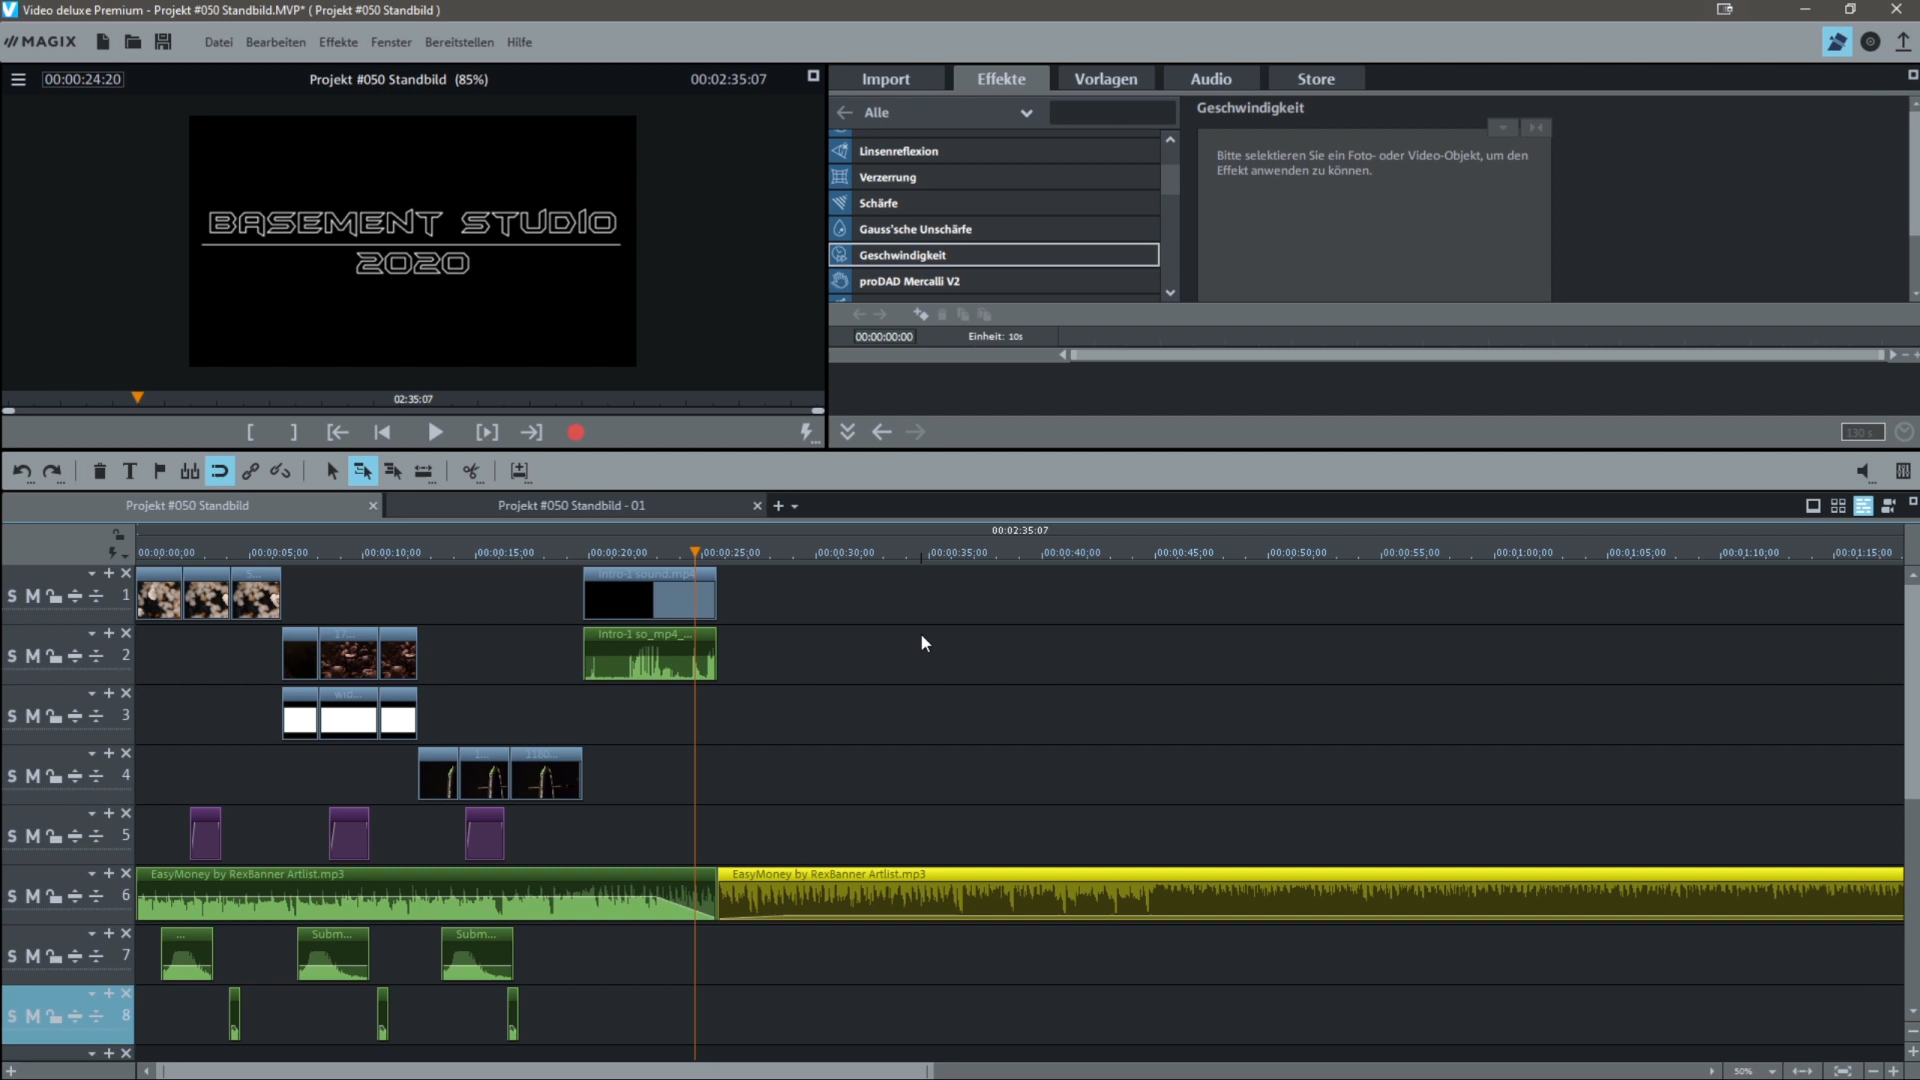 Video deluxe Premium - Projekt #050 Standbild.MVP* ( Projekt #050 Standbild )
MAGIX Datei Bearbeiten Effekte Fenster Bereitstellen Hilfe
00:00:24:20 Projekt #050 Standbild (85%) 00:02:35:07
Import Effekte Vorlagen Audio Store
Alle
Geschwindigkeit
Linsenreflexion
Verzerrung
Schärfe
Gauss'sche Unschärfe
Geschwindigkeit
proDAD Mercalli V2
Bitte selektieren Sie ein Foto- oder Video-Objekt, um den
Effekt anwenden zu können.
BASEMENT STUDIO
2020
00:00:00:00 Einheit: 10s
02:35:07
130 s
Projekt #050 Standbild Projekt #050 Standbild - 01
00:02:35:07
00:00:00:00 00:00:05:00 00:00:10:00 00:00:15:00 00:00:20:00 00:00:25:00 00:00:30:00 00:00:35:00 00:00:40:00 00:00:45:00 00:00:50:00 00:00:55:00 00:01:00:00 00:01:05:00 00:01:10:00 00:01:15:00
S M 1 S... Intro-1 sound.mp4
S M 2 17... Intro-1 so_mp4_...
S M 3 wid...
S M 4 1... 1180...
S M 5
S M 6 EasyMoney by RexBanner Artlist.mp3 EasyMoney by RexBanner Artlist.mp3
S M 7 ... Subm... Subm...
S M 8
50%